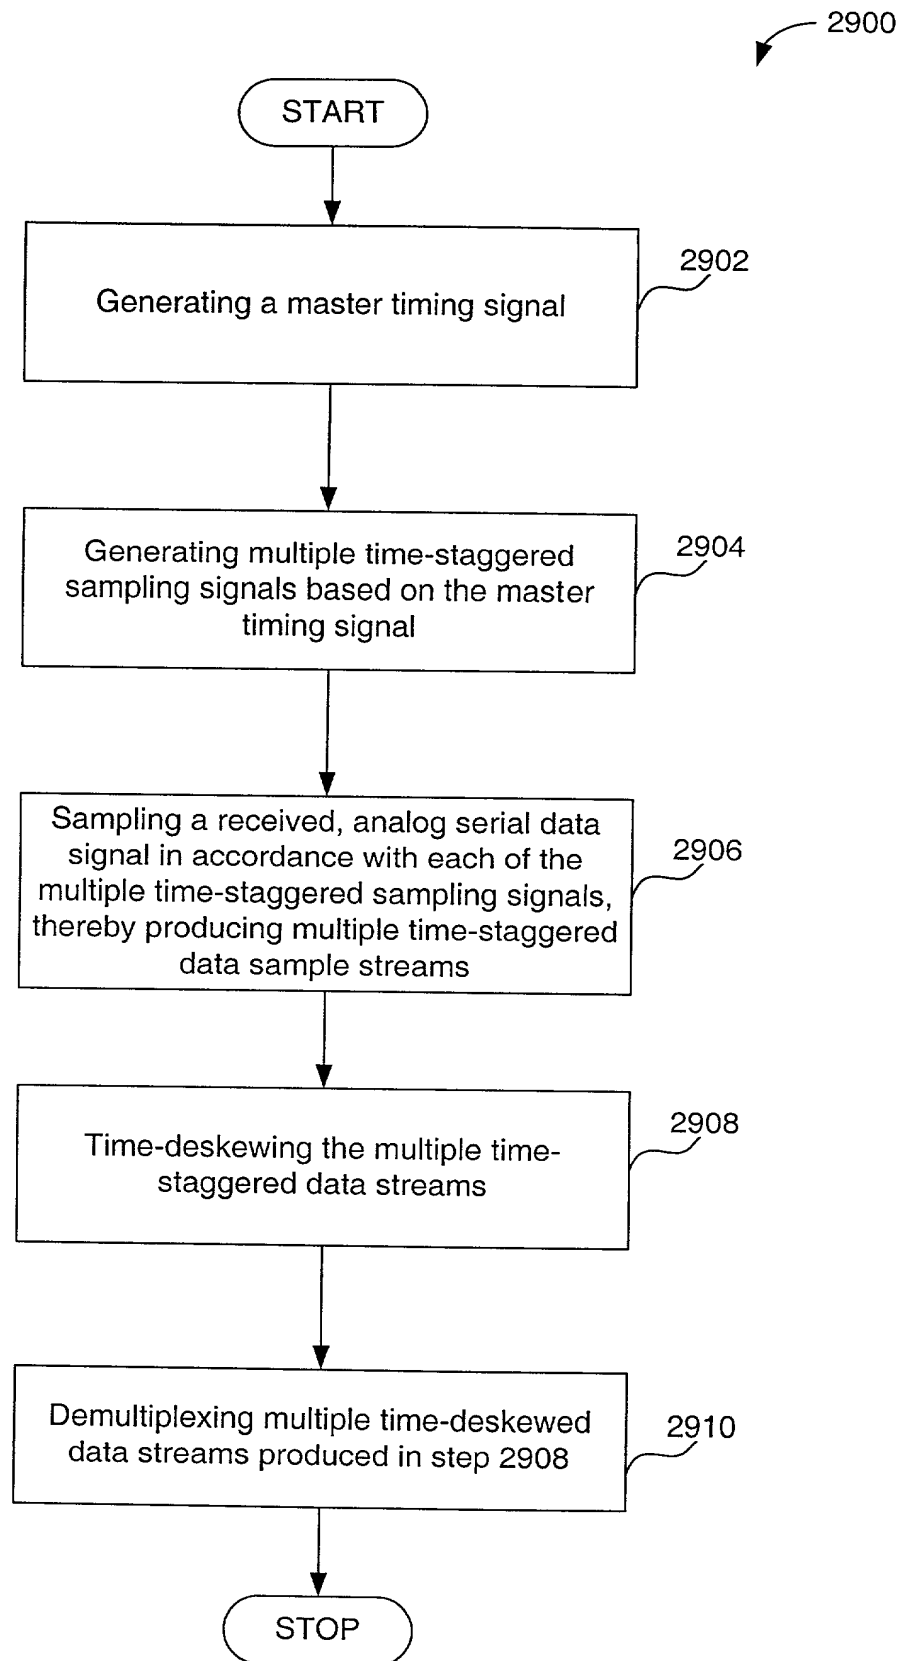 2900
START
Generating a master timing signal
2902
Generating multiple time-staggered
sampling signals based on the master
timing signal
2904
Sampling a received, analog serial data
signal in accordance with each of the
multiple time-staggered sampling signals,
thereby producing multiple time-staggered
data sample streams
2906
Time-deskewing the multiple time-
staggered data streams
2908
Demultiplexing multiple time-deskewed
data streams produced in step 2908
2910
STOP